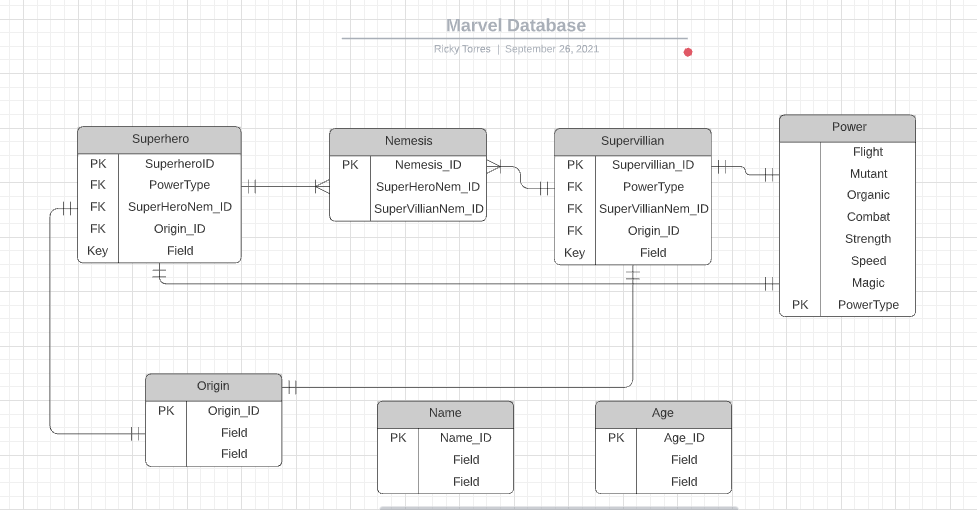 Marvel Database
Ricky Torres | September 26, 2021
Superhero
PK SuperheroID
FK PowerType
FK SuperHeroNem_ID
FK Origin_ID
Key Field
Nemesis
PK Nemesis_ID
SuperHeroNem_ID
SuperVillianNem_ID
Supervillian
PK Supervillian_ID
FK PowerType
FK SuperVillianNem_ID
FK Origin_ID
Key Field
Power
Flight
Mutant
Organic
Combat
Strength
Speed
Magic
PK PowerType
Origin
PK Origin_ID
Field
Field
Name
PK Name_ID
Field
Field
Age
PK Age_ID
Field
Field